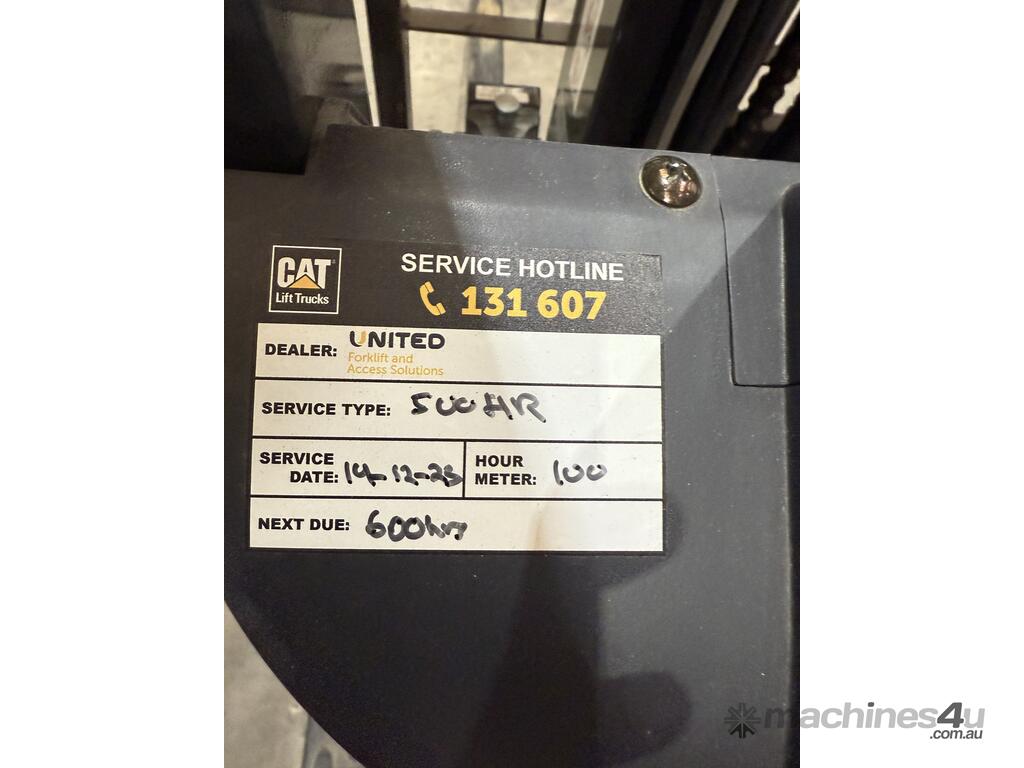 CAT
Lift Trucks
SERVICE HOTLINE
131 607
DEALER: UNITED
Forklift and
Access Solutions
SERVICE TYPE: 500HR
SERVICE DATE: 14-12-23
HOUR METER: 100
NEXT DUE: 600hrs
machines4u
.com.au